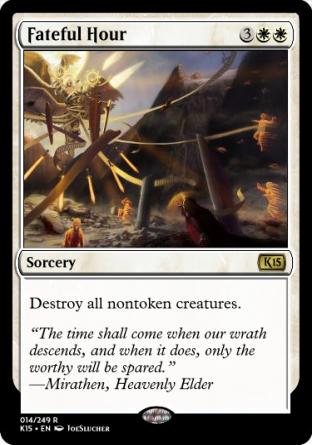 Fateful Hour 3
Sorcery K15
Destroy all nontoken creatures.
“The time shall come when our wrath
descends, and when it does, only the
worthy will be spared.”
—Mirathen, Heavenly Elder
014/249 R
K15 • EN JoeSlucher